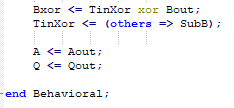 Bxor <= TinXor xor Bout;
TinXor <= (others => SubB);
A <= Aout;
Q <= Qout;
end Behavioral;